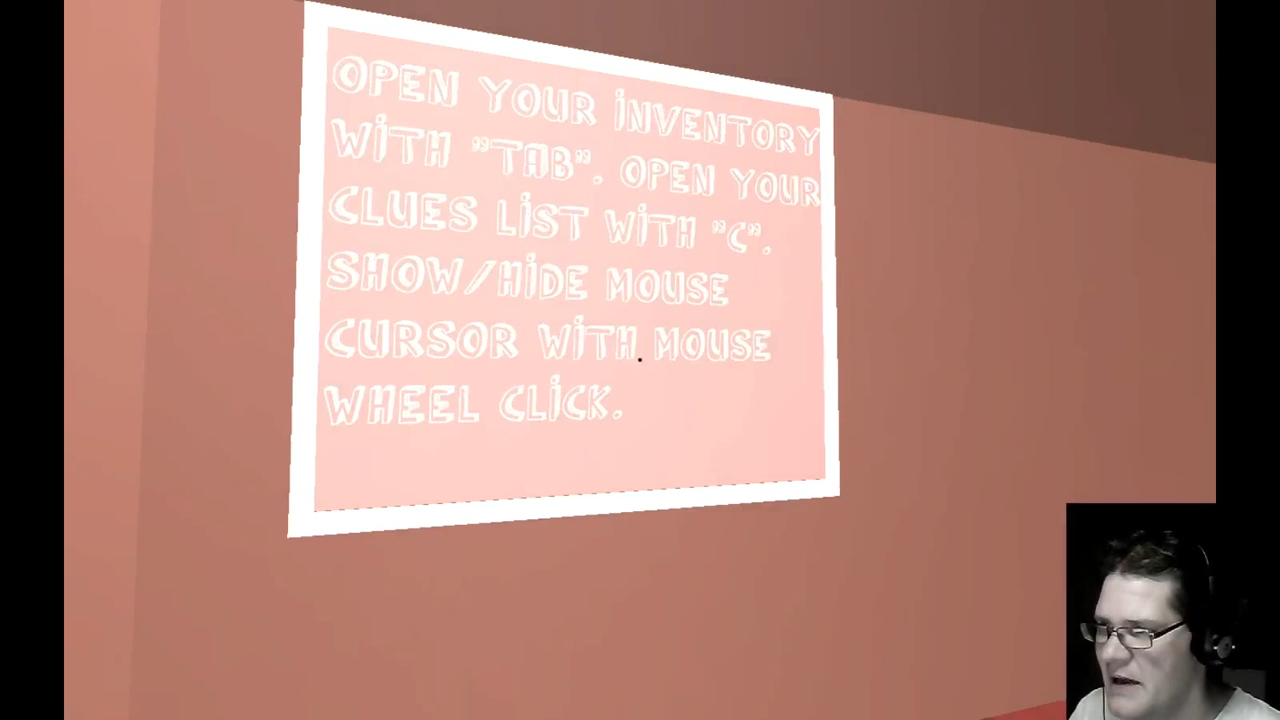 OPEN YOUR INVENTORY
WITH "TAB". OPEN YOUR
CLUES LIST WITH "C".
SHOW/HIDE MOUSE
CURSOR WITH MOUSE
WHEEL CLICK.